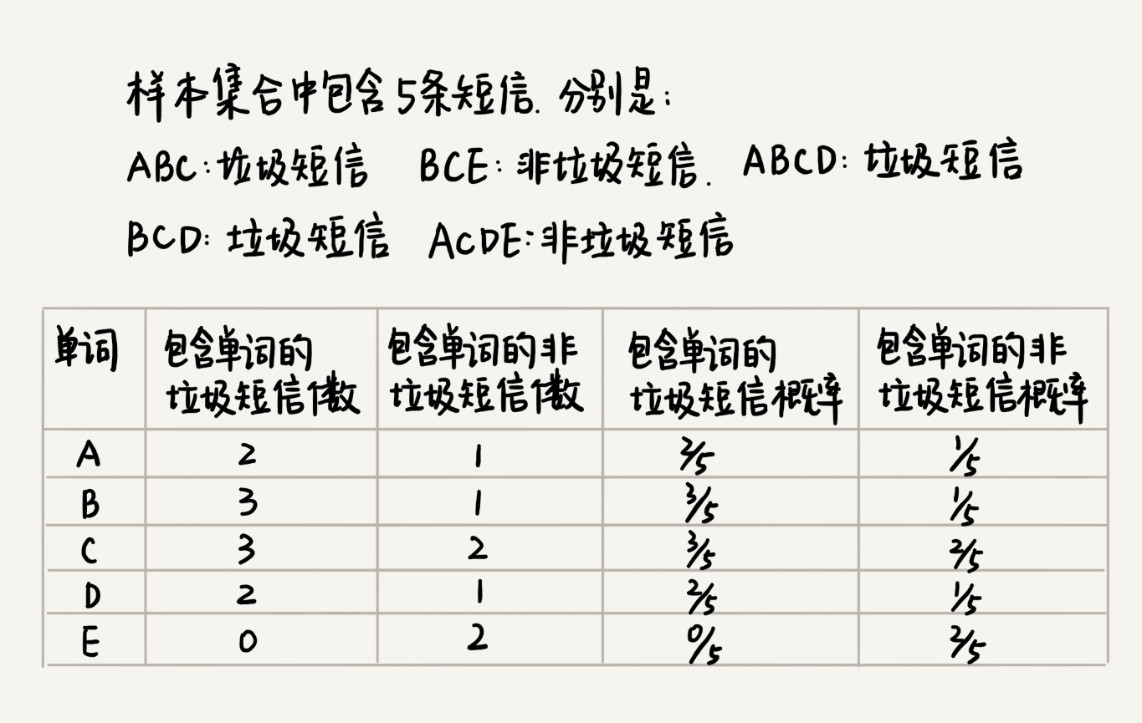 样本集合中包含5条短信. 分别是:
ABC:垃圾短信 BCE:非垃圾短信. ABCD:垃圾短信
BCD:垃圾短信 ACDE:非垃圾短信
单词 包含单词的垃圾短信个数 包含单词的非垃圾短信个数 包含单词的垃圾短信概率 包含单词的非垃圾短信概率
A 2 1 2/5 1/5
B 3 1 3/5 1/5
C 3 2 3/5 2/5
D 2 1 2/5 1/5
E 0 2 0/5 2/5